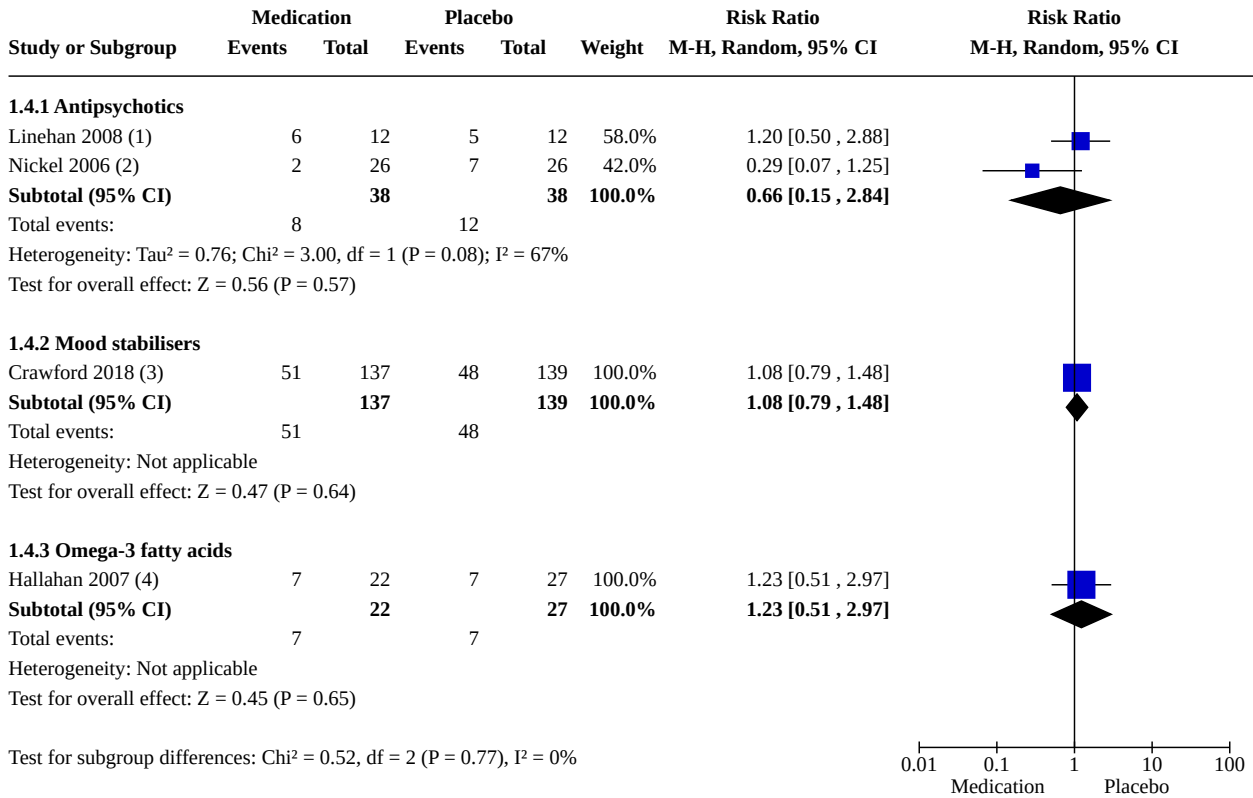 Medication Placebo Risk Ratio Risk Ratio
Study or Subgroup Events Total Events Total Weight M-H, Random, 95% CI M-H, Random, 95% CI
1.4.1 Antipsychotics
Linehan 2008 (1) 6 12 5 12 58.0% 1.20 [0.50 , 2.88]
Nickel 2006 (2) 2 26 7 26 42.0% 0.29 [0.07 , 1.25]
Subtotal (95% CI) 38 38 100.0% 0.66 [0.15 , 2.84]
Total events: 8 12
Heterogeneity: Tau² = 0.76; Chi² = 3.00, df = 1 (P = 0.08); I² = 67%
Test for overall effect: Z = 0.56 (P = 0.57)
1.4.2 Mood stabilisers
Crawford 2018 (3) 51 137 48 139 100.0% 1.08 [0.79 , 1.48]
Subtotal (95% CI) 137 139 100.0% 1.08 [0.79 , 1.48]
Total events: 51 48
Heterogeneity: Not applicable
Test for overall effect: Z = 0.47 (P = 0.64)
1.4.3 Omega-3 fatty acids
Hallahan 2007 (4) 7 22 7 27 100.0% 1.23 [0.51 , 2.97]
Subtotal (95% CI) 22 27 100.0% 1.23 [0.51 , 2.97]
Total events: 7 7
Heterogeneity: Not applicable
Test for overall effect: Z = 0.45 (P = 0.65)
Test for subgroup differences: Chi² = 0.52, df = 2 (P = 0.77), I² = 0%
0.01 0.1 1 10 100
Medication Placebo